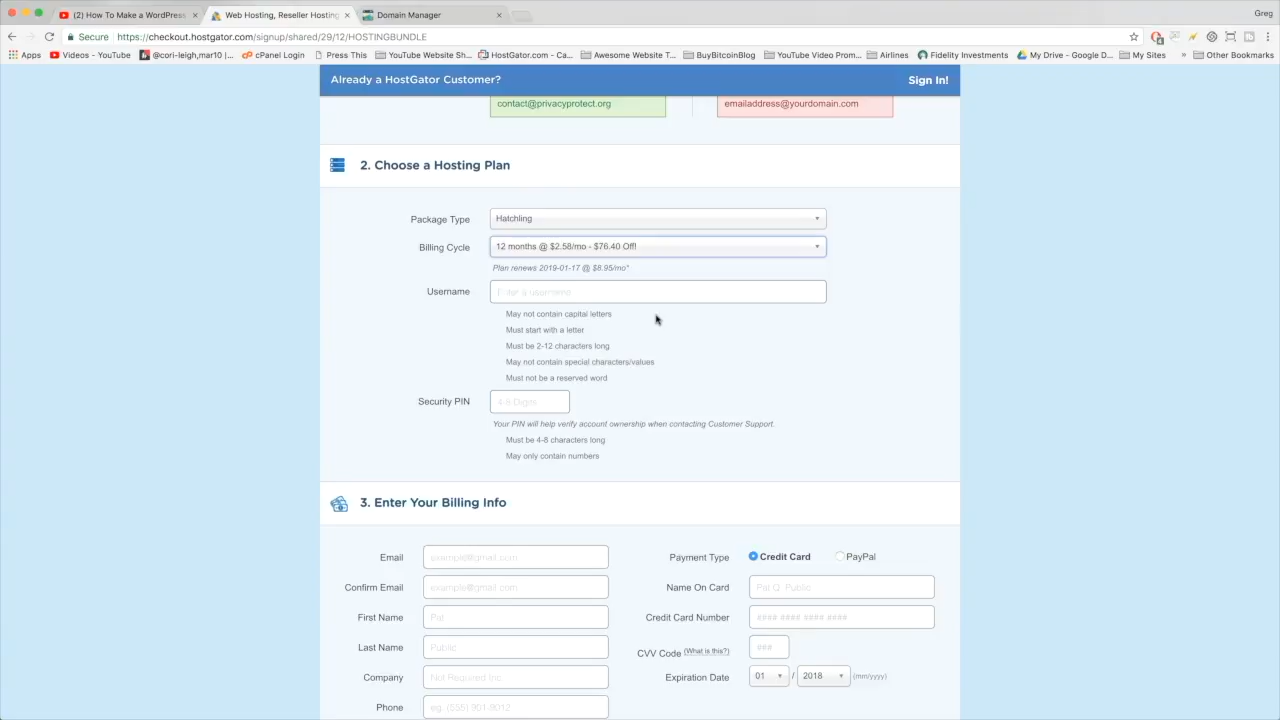 (2) How To Make a WordPress
Web Hosting, Reseller Hosting
Domain Manager
Greg
Secure
https://checkout.hostgator.com/signup/shared/29/12/HOSTINGBUNDLE
Apps
Videos - YouTube
@cori-leigh_mar10 |...
cPanel Login
Press This
YouTube Website Sh...
HostGator.com - Ca...
Awesome Website T...
BuyBitcoinBlog
YouTube Video Prom...
Airlines
Fidelity Investments
My Drive - Google D...
My Sites
»
Other Bookmarks
Already a HostGator Customer?
Sign In!
contact@privacyprotect.org
emailaddress@yourdomain.com
2. Choose a Hosting Plan
Package Type
Hatchling
Billing Cycle
12 months @ $2.58/mo - $76.40 Off!
Plan renews 2019-01-17 @ $8.95/mo*
Username
Enter a username
May not contain capital letters
Must start with a letter
Must be 2-12 characters long
May not contain special characters/values
Must not be a reserved word
Security PIN
4-8 Digits
Your PIN will help verify account ownership when contacting Customer Support.
Must be 4-8 characters long
May only contain numbers
3. Enter Your Billing Info
Email
example@gmail.com
Payment Type
Credit Card
PayPal
Confirm Email
example@gmail.com
Name On Card
Pat Q. Public
First Name
Pat
Credit Card Number
#### #### #### ####
Last Name
Public
CVV Code (What is this?)
###
Company
Not Required Inc.
Expiration Date
01
/
2018
(mm/yyyy)
Phone
eg. (555) 901-9012